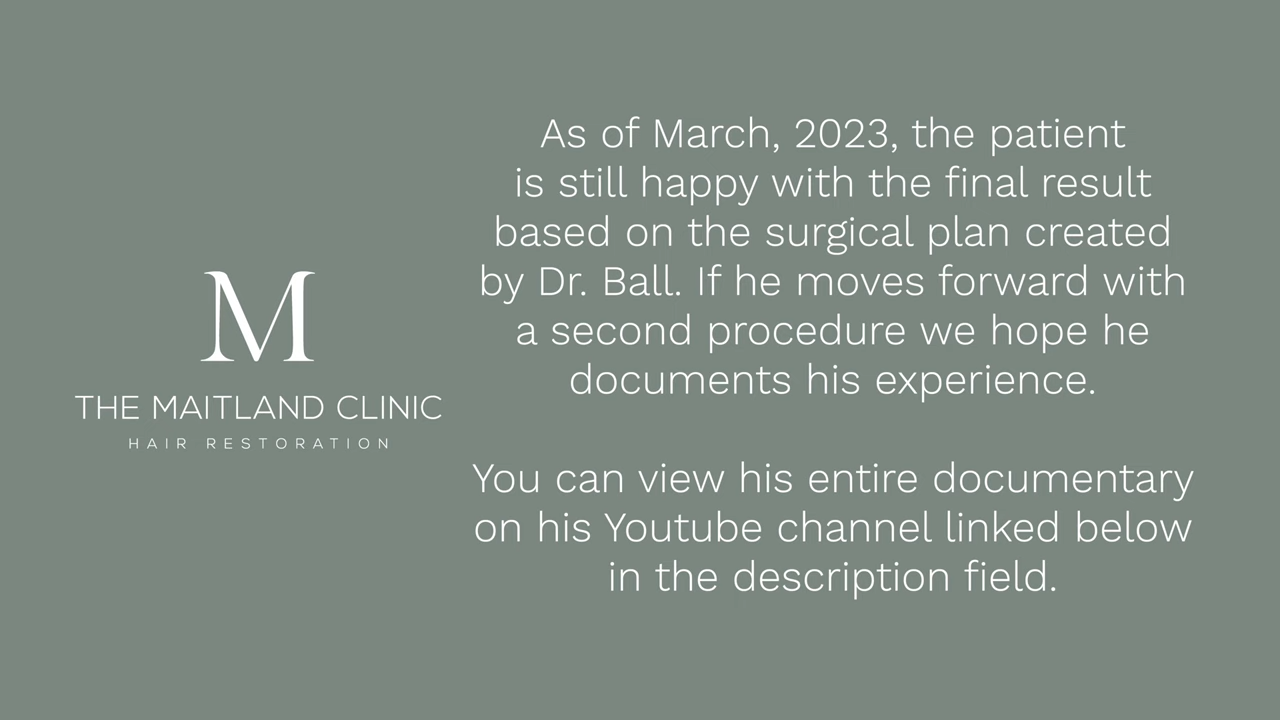 M
THE MAITLAND CLINIC
HAIR RESTORATION
As of March, 2023, the patient
is still happy with the final result
based on the surgical plan created
by Dr. Ball. If he moves forward with
a second procedure we hope he
documents his experience.
You can view his entire documentary
on his Youtube channel linked below
in the description field.